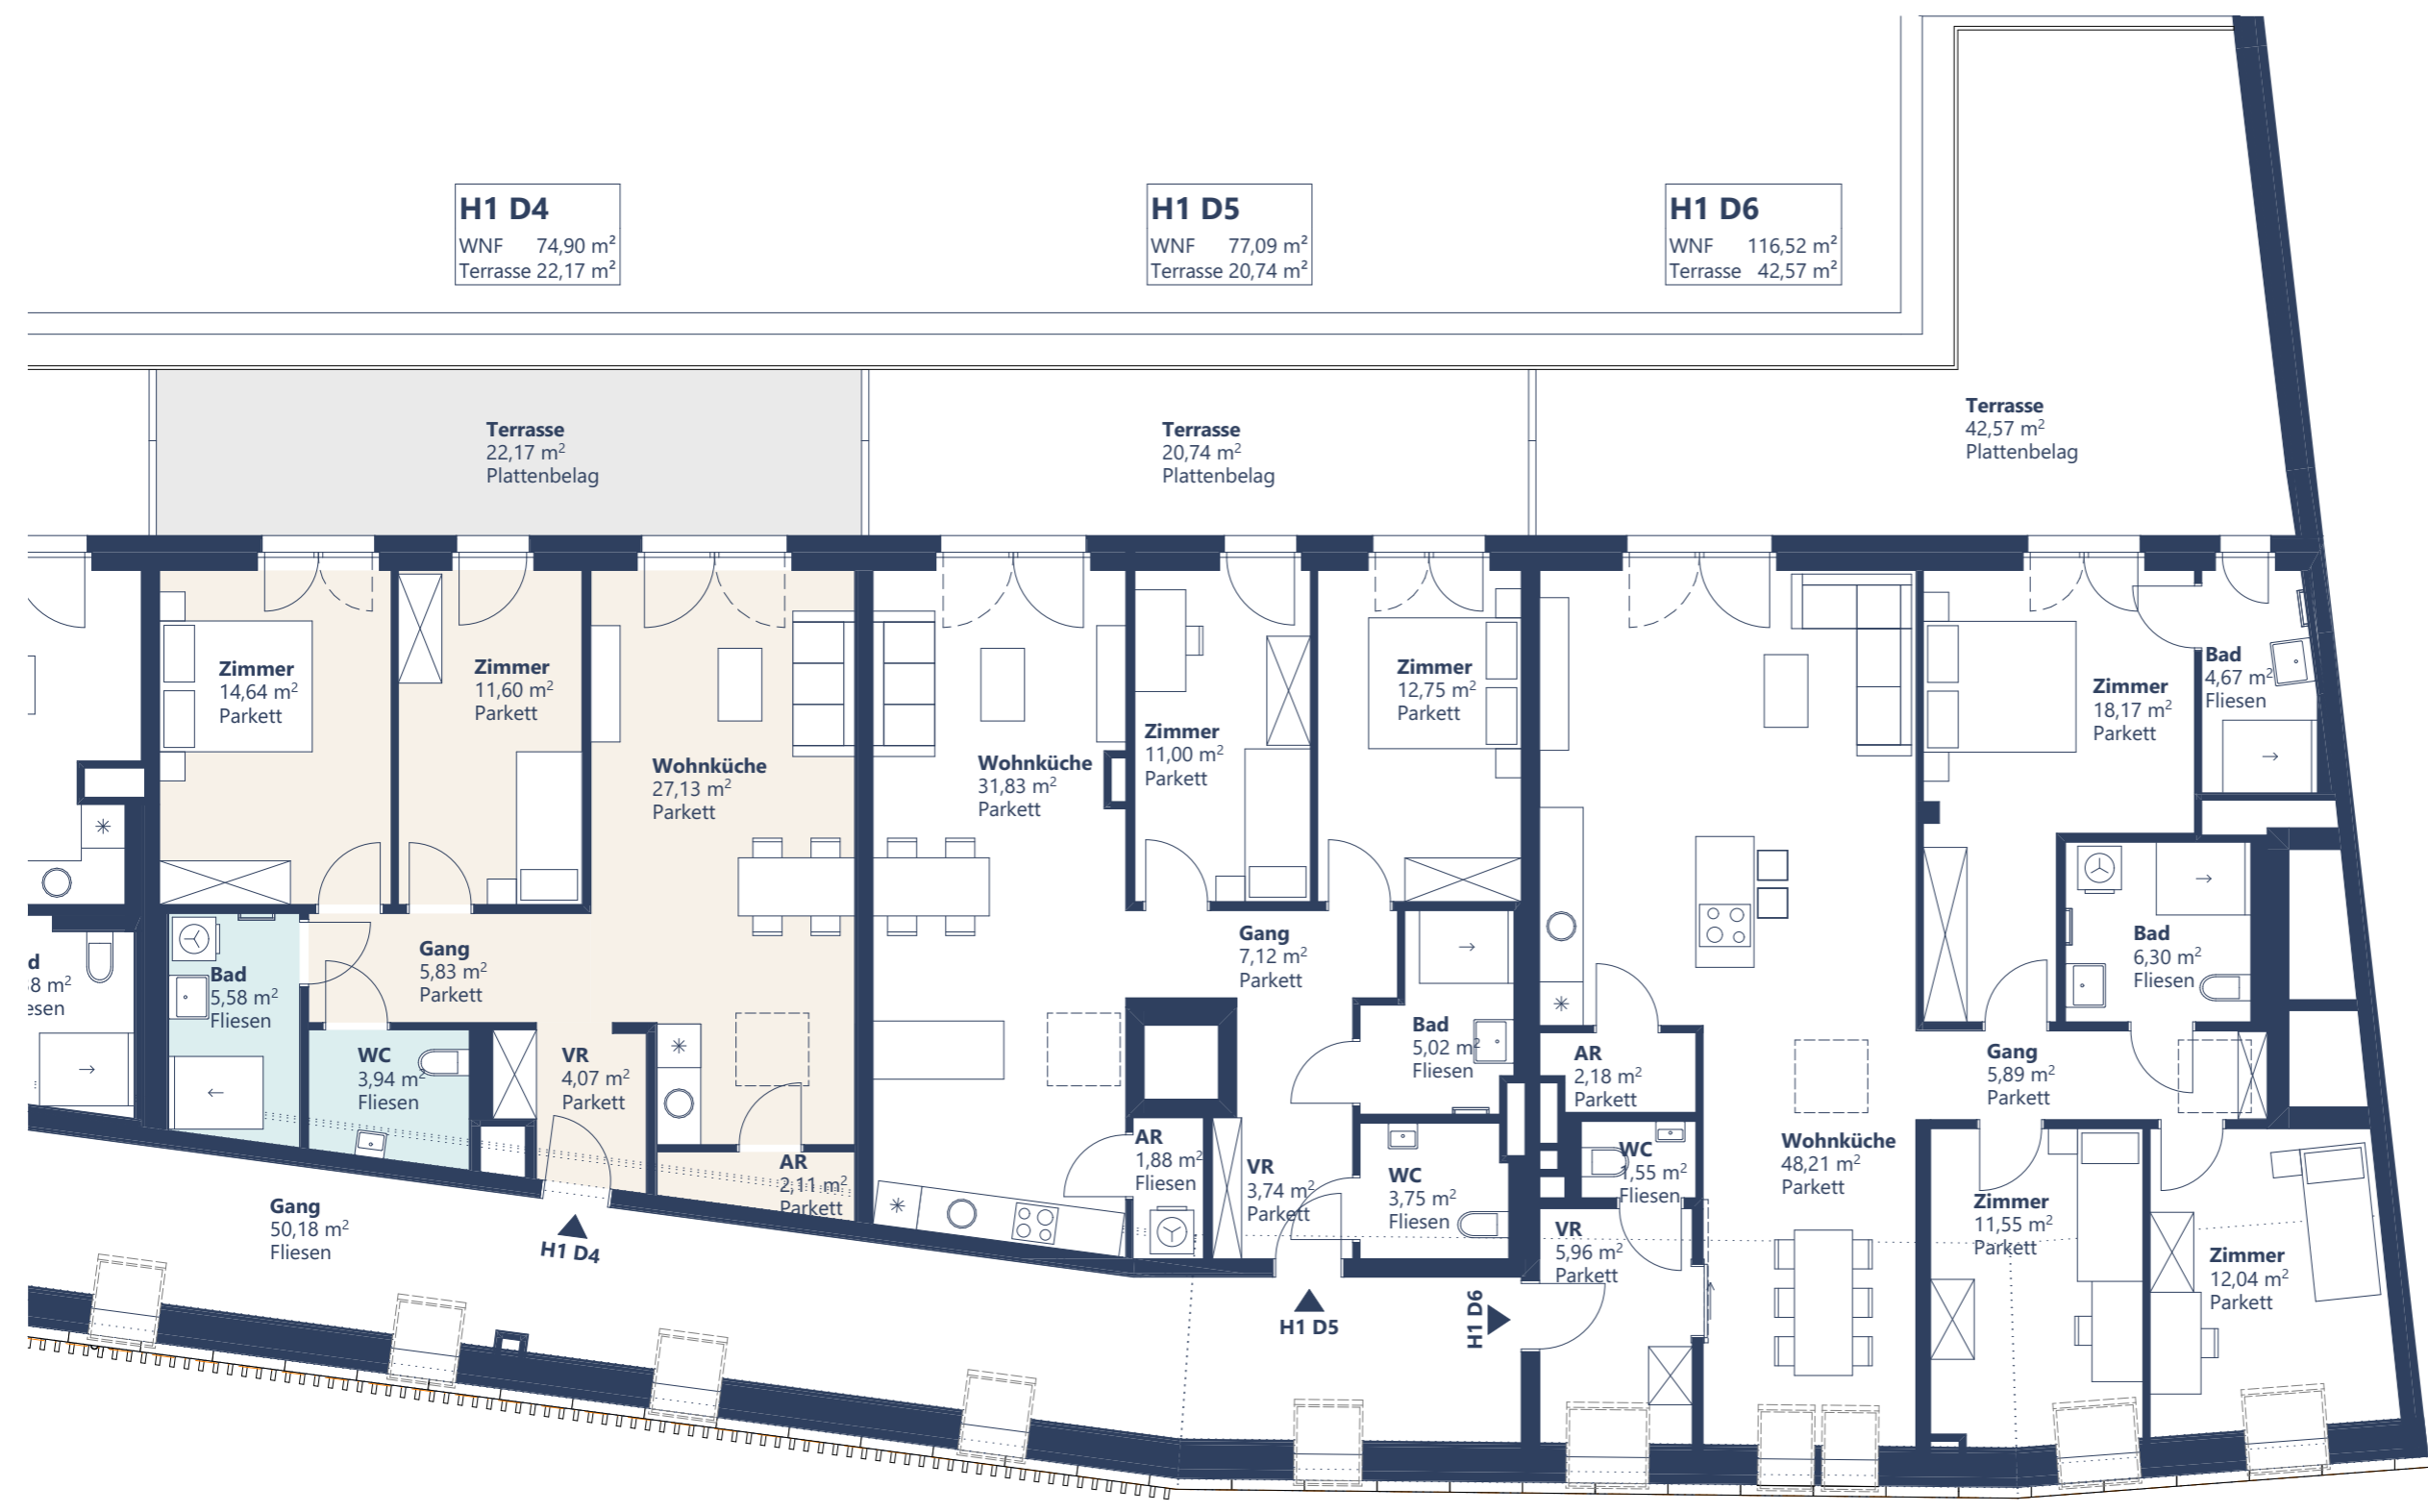 H1 D4
WNF 74,90 m²
Terrasse 22,17 m²
H1 D5
WNF 77,09 m²
Terrasse 20,74 m²
H1 D6
WNF 116,52 m²
Terrasse 42,57 m²
Terrasse
22,17 m²
Plattenbelag
Terrasse
20,74 m²
Plattenbelag
Terrasse
42,57 m²
Plattenbelag
Zimmer
14,64 m²
Parkett
Zimmer
11,60 m²
Parkett
Wohnküche
27,13 m²
Parkett
Wohnküche
31,83 m²
Parkett
Zimmer
11,00 m²
Parkett
Zimmer
12,75 m²
Parkett
Zimmer
18,17 m²
Parkett
Bad
4,67 m²
Fliesen
d
8 m²
esen
Bad
5,58 m²
Fliesen
Gang
5,83 m²
Parkett
WC
3,94 m²
Fliesen
VR
4,07 m²
Parkett
AR
2,11 m²
Parkett
Gang
7,12 m²
Parkett
Bad
5,02 m²
Fliesen
AR
1,88 m²
Fliesen
VR
3,74 m²
Parkett
WC
3,75 m²
Fliesen
AR
2,18 m²
Parkett
WC
1,55 m²
Fliesen
VR
5,96 m²
Parkett
Wohnküche
48,21 m²
Parkett
Bad
6,30 m²
Fliesen
Gang
5,89 m²
Parkett
Zimmer
11,55 m²
Parkett
Zimmer
12,04 m²
Parkett
Gang
50,18 m²
Fliesen
H1 D4
H1 D5
H1 D6